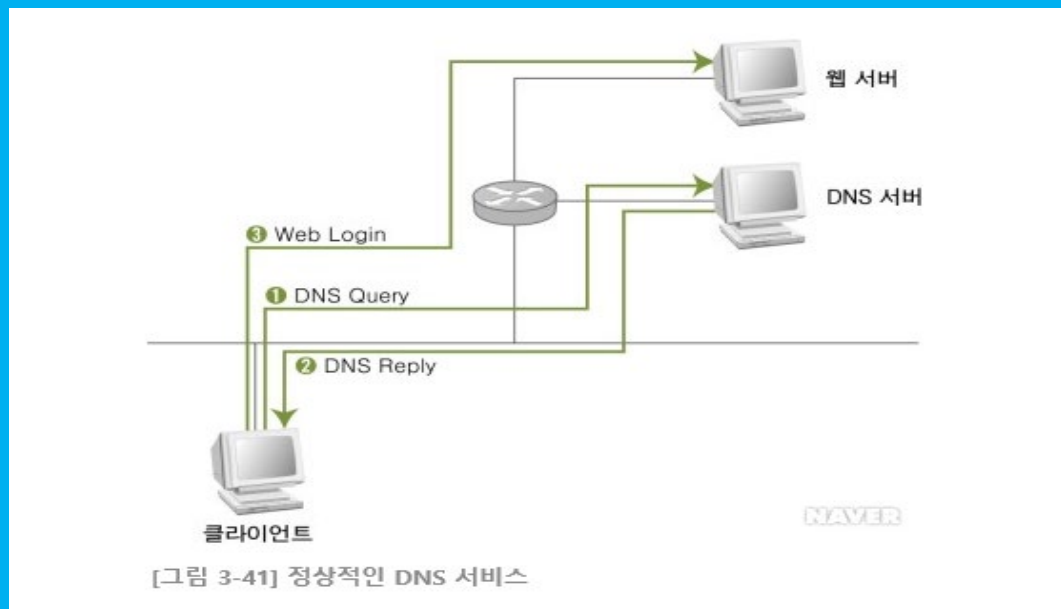 웹 서버
DNS 서버
❸ Web Login
❶ DNS Query
❷ DNS Reply
클라이언트
NAVER
[그림 3-41] 정상적인 DNS 서비스